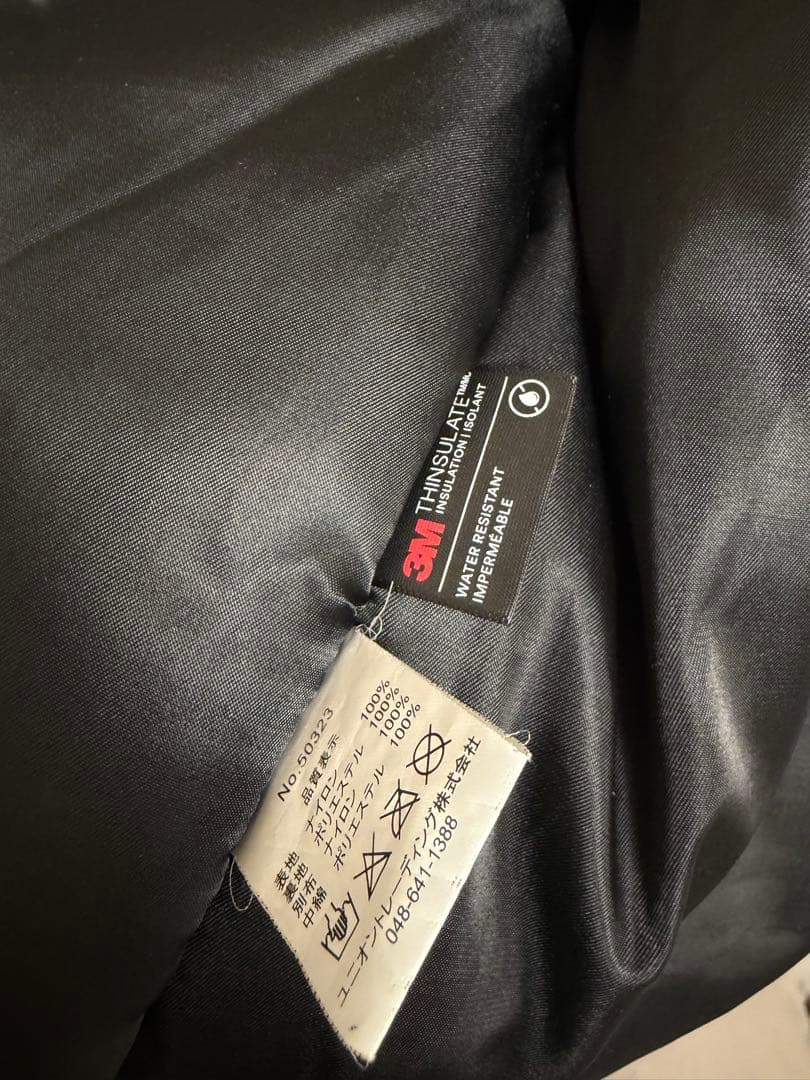 3M THINSULATE™/MC
INSULATION | ISOLANT
WATER RESISTANT
IMPERMÉABLE
No.50323
品質表示
表地 ナイロン 100%
裏地 ポリエステル 100%
別布 ナイロン 100%
中綿 ポリエステル 100%
ユニオントレーディング株式会社
048-641-1388